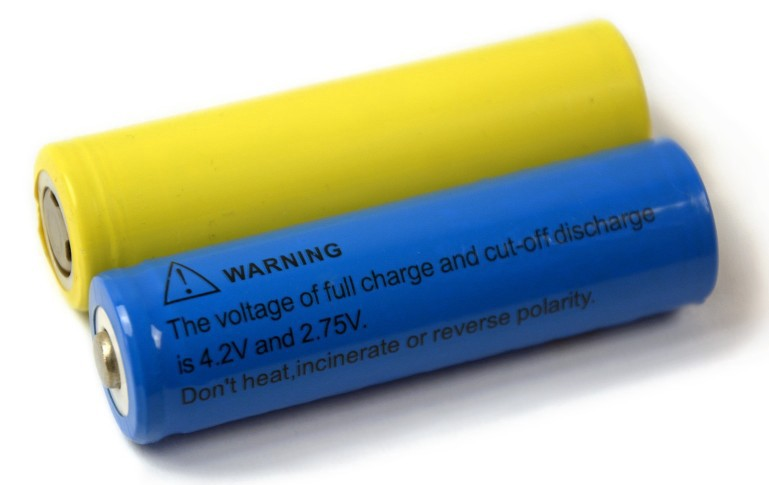 WARNING
The voltage of full charge and cut-off discharge
is 4.2V and 2.75V.
Don't heat,incinerate or reverse polarity.